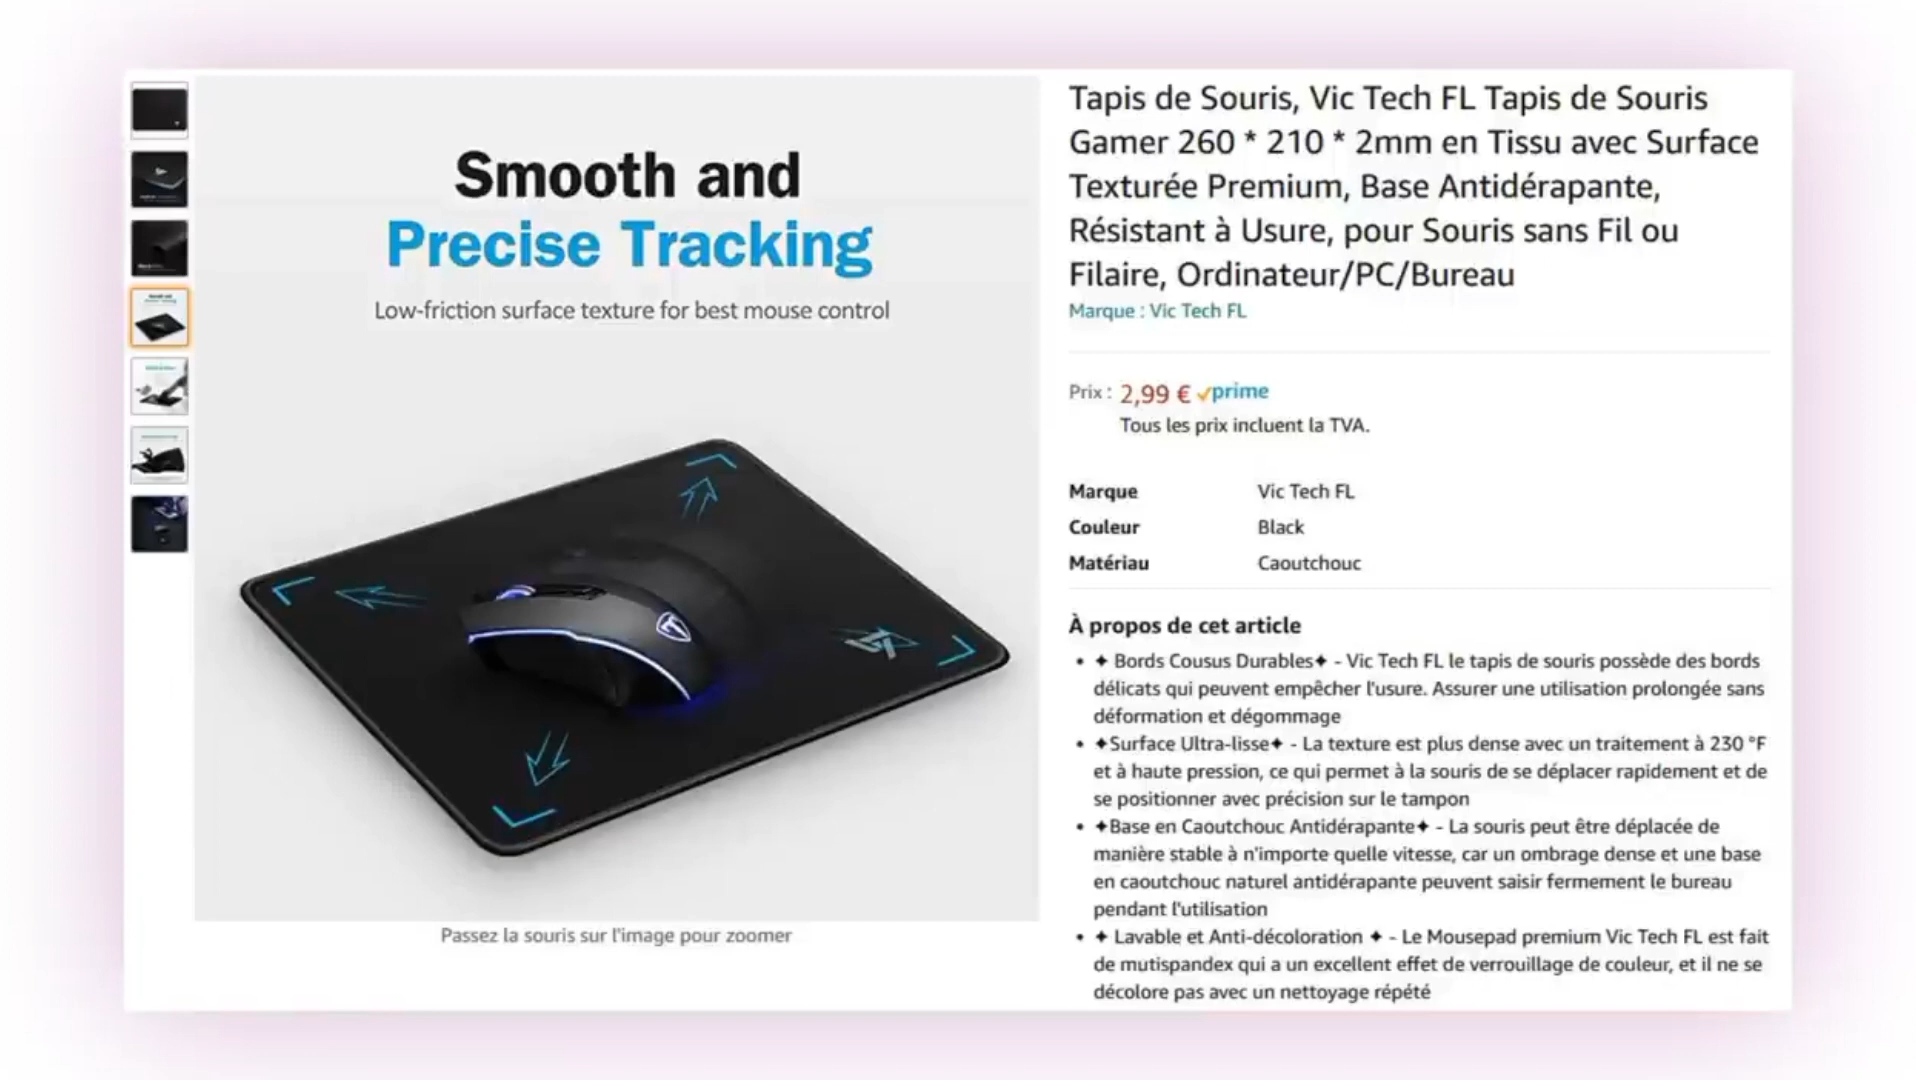 Smooth and
Precise Tracking
Low-friction surface texture for best mouse control
Passez la souris sur l'image pour zoomer
Tapis de Souris, Vic Tech FL Tapis de Souris
Gamer 260 * 210 * 2mm en Tissu avec Surface
Texturée Premium, Base Antidérapante,
Résistant à Usure, pour Souris sans Fil ou
Filaire, Ordinateur/PC/Bureau
Marque : Vic Tech FL
Prix : 2,99 € ✓prime
Tous les prix incluent la TVA.
Marque Vic Tech FL
Couleur Black
Matériau Caoutchouc
À propos de cet article
• ✦ Bords Cousus Durables✦ - Vic Tech FL le tapis de souris possède des bords
délicats qui peuvent empêcher l'usure. Assurer une utilisation prolongée sans
déformation et dégommage
• ✦Surface Ultra-lisse✦ - La texture est plus dense avec un traitement à 230 °F
et à haute pression, ce qui permet à la souris de se déplacer rapidement et de
se positionner avec précision sur le tampon
• ✦Base en Caoutchouc Antidérapante✦ - La souris peut être déplacée de
manière stable à n'importe quelle vitesse, car un ombrage dense et une base
en caoutchouc naturel antidérapante peuvent saisir fermement le bureau
pendant l'utilisation
• ✦ Lavable et Anti-décoloration ✦ - Le Mousepad premium Vic Tech FL est fait
de mutispandex qui a un excellent effet de verrouillage de couleur, et il ne se
décolore pas avec un nettoyage répété